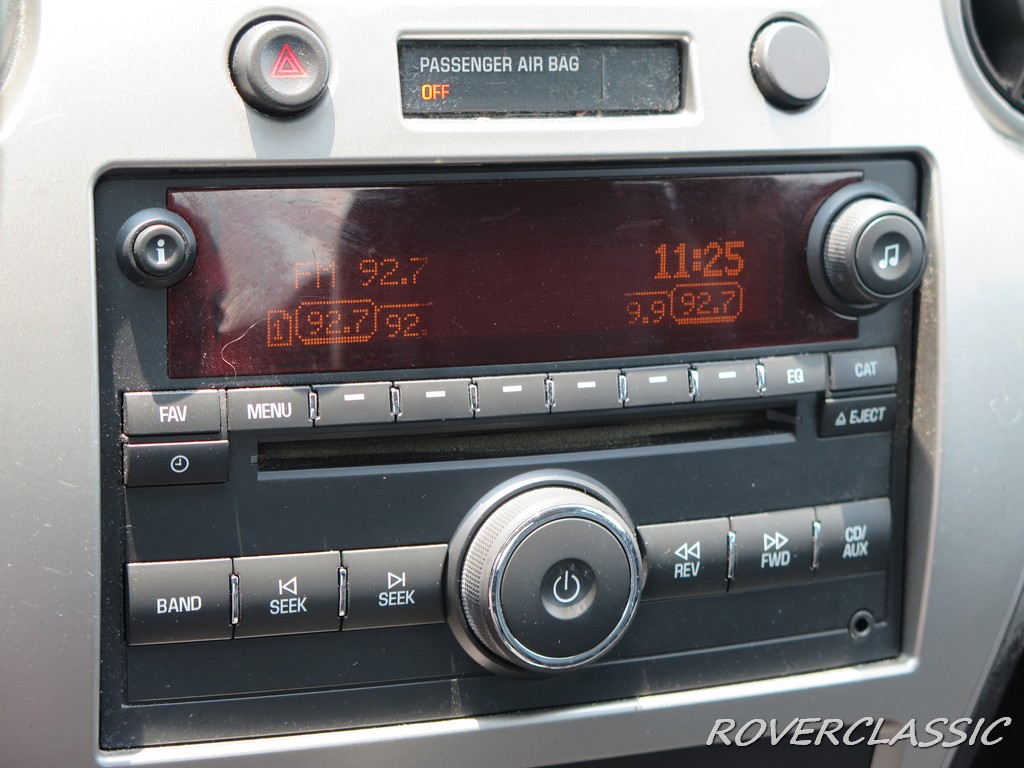 PASSENGER AIR BAG
OFF
i
FM 92.7 11:25
1 92.7 92. 9.9 92.7
FAV MENU EQ CAT
EJECT
BAND SEEK SEEK REV FWD CD/
AUX
ROVERCLASSIC